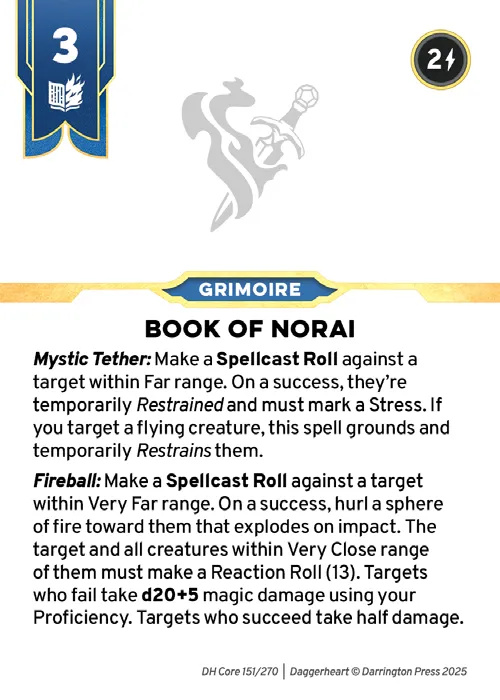 3
2
GRIMOIRE
BOOK OF NORAI
Mystic Tether: Make a Spellcast Roll against a
target within Far range. On a success, they're
temporarily Restrained and must mark a Stress. If
you target a flying creature, this spell grounds and
temporarily Restrains them.
Fireball: Make a Spellcast Roll against a target
within Very Far range. On a success, hurl a sphere
of fire toward them that explodes on impact. The
target and all creatures within Very Close range
of them must make a Reaction Roll (13). Targets
who fail take d20+5 magic damage using your
Proficiency. Targets who succeed take half damage.
DH Core 151/270 | Daggerheart © Darrington Press 2025